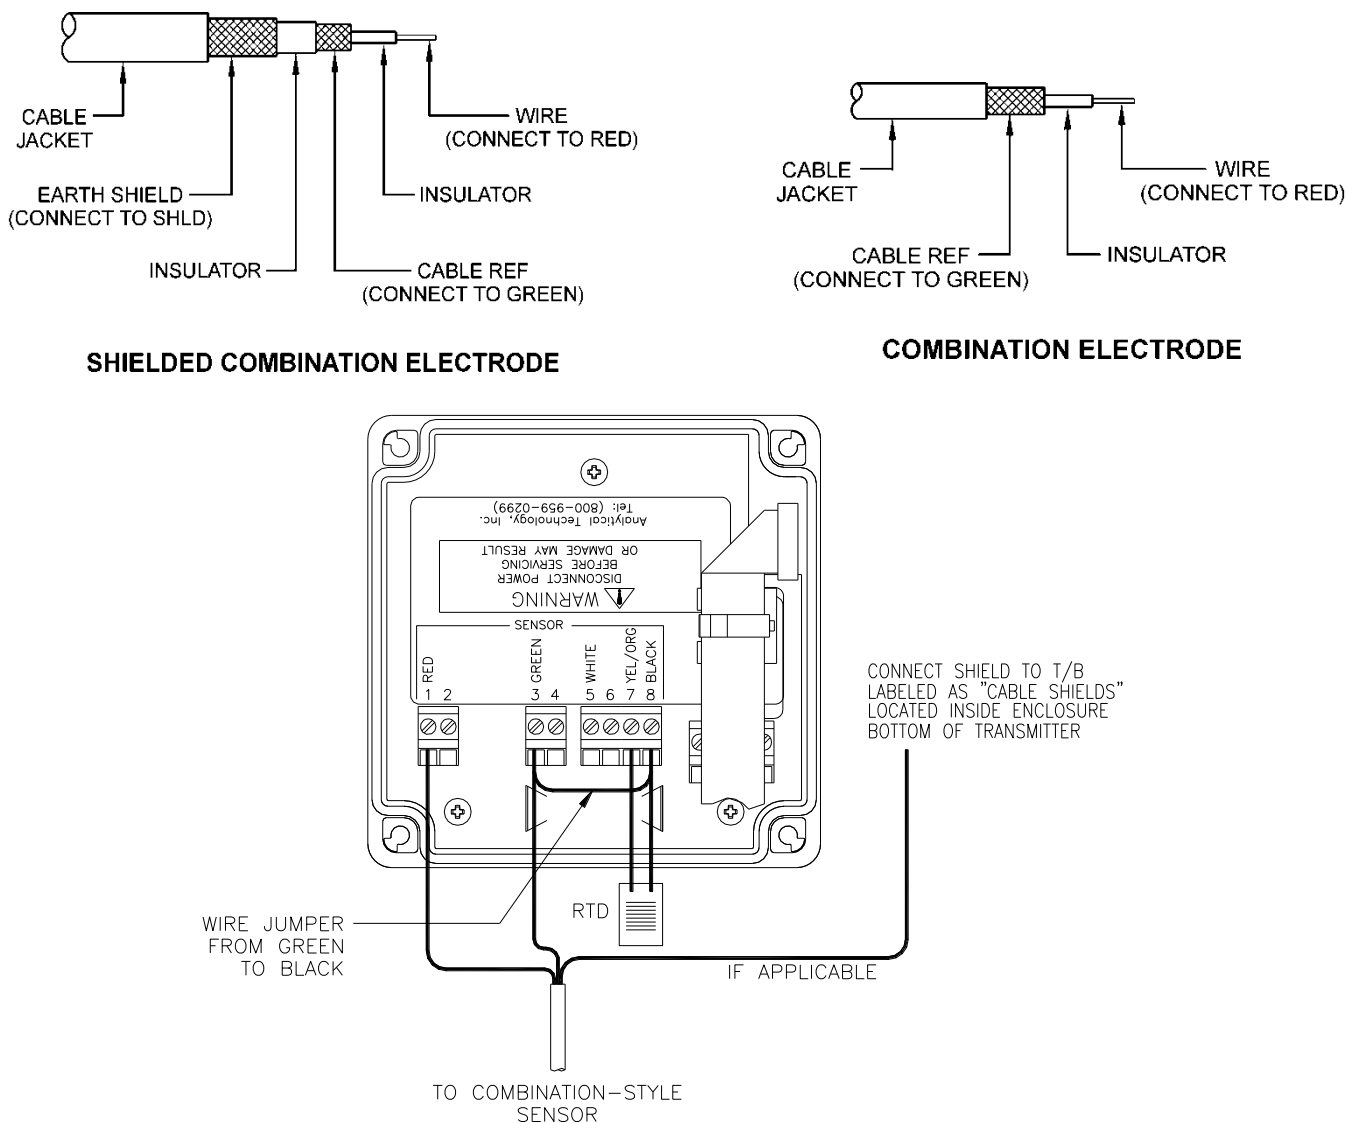 CABLE
JACKET
WIRE
(CONNECT TO RED)
EARTH SHIELD
(CONNECT TO SHLD)
INSULATOR
INSULATOR
CABLE REF
(CONNECT TO GREEN)
SHIELDED COMBINATION ELECTRODE
CABLE
JACKET
WIRE
(CONNECT TO RED)
CABLE REF
(CONNECT TO GREEN)
INSULATOR
COMBINATION ELECTRODE
Analytical Technology, Inc.
Tel: (800-959-0299)
WARNING
DISCONNECT POWER
BEFORE SERVICING
OR DAMAGE MAY RESULT
SENSOR
RED
GREEN
WHITE
YEL/ORG
BLACK
1 2 3 4 5 6 7 8
CONNECT SHIELD TO T/B
LABELED AS "CABLE SHIELDS"
LOCATED INSIDE ENCLOSURE
BOTTOM OF TRANSMITTER
RTD
WIRE JUMPER
FROM GREEN
TO BLACK
IF APPLICABLE
TO COMBINATION-STYLE
SENSOR